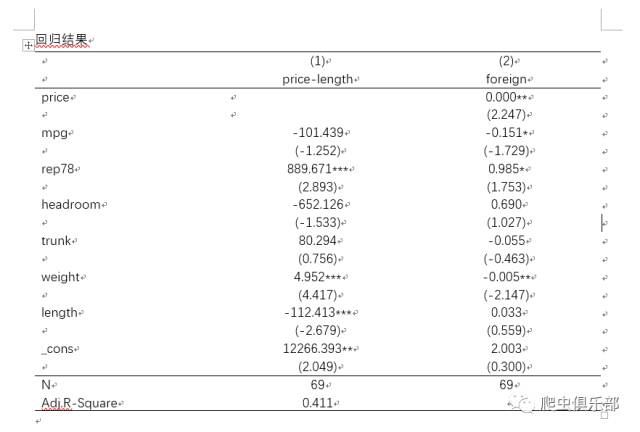 回归结果
(1) (2)
price-length foreign
price 0.000**
(2.247)
mpg -101.439 -0.151*
(-1.252) (-1.729)
rep78 889.671*** 0.985*
(2.893) (1.753)
headroom -652.126 0.690
(-1.533) (1.027)
trunk 80.294 -0.055
(0.756) (-0.463)
weight 4.952*** -0.005**
(4.417) (-2.147)
length -112.413*** 0.033
(-2.679) (0.559)
_cons 12266.393** 2.003
(2.049) (0.300)
N 69 69
Adj.R-Square 0.411
爬虫俱乐部